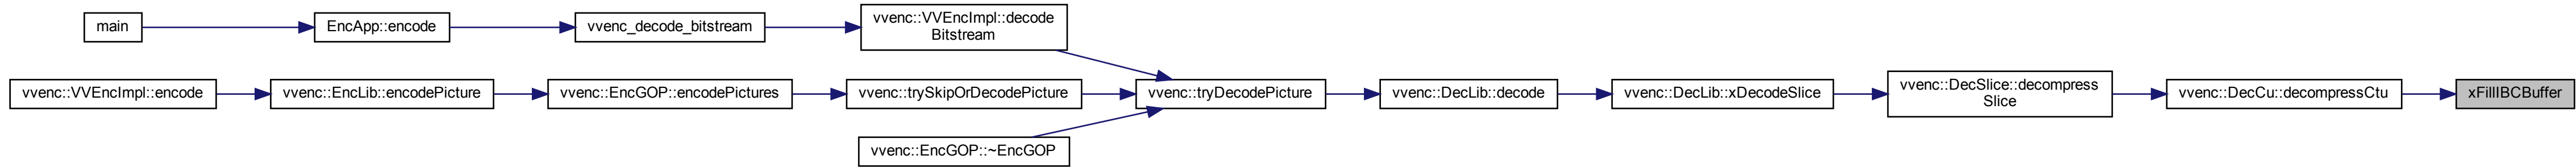 main
EncApp::encode
vvenc_decode_bitstream
vvenc::VVEncImpl::decode
Bitstream
vvenc::VVEncImpl::encode
vvenc::EncLib::encodePicture
vvenc::EncGOP::encodePictures
vvenc::trySkipOrDecodePicture
vvenc::tryDecodePicture
vvenc::DecLib::decode
vvenc::DecLib::xDecodeSlice
vvenc::DecSlice::decompress
Slice
vvenc::DecCu::decompressCtu
xFillIBCBuffer
vvenc::EncGOP::~EncGOP